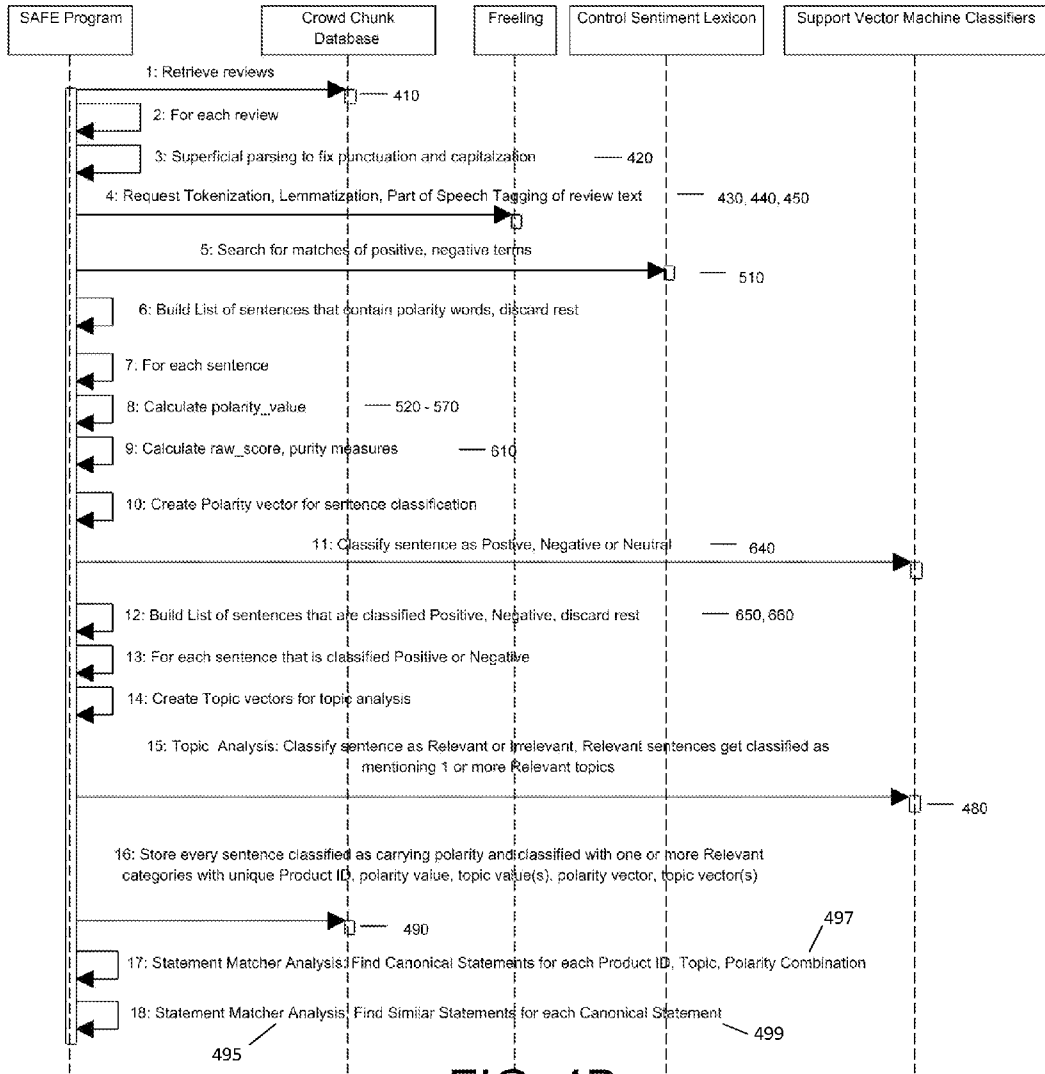 SAFE Program
Crowd Chunk
Database
Freeling
Control Sentiment Lexicon
Support Vector Machine Classifiers
1: Retrieve reviews
410
2: For each review
3: Superficial parsing to fix punctuation and capitalzation
420
4: Request Tokenization, Lemmatization, Part of Speech Tagging of review text
430, 440, 450
5: Search for matches of positive, negative terms
510
6: Build List of sentences that contain polarity words, discard rest
7: For each sentence
8: Calculate polarity_value
520 - 570
9: Calculate raw_score, purity measures
610
10: Create Polarity vector for sentence classification
11: Classify sentence as Postive, Negative or Neutral
640
12: Build List of sentences that are classified Positive, Negative, discard rest
650, 660
13: For each sentence that is classified Positive or Negative
14: Create Topic vectors for topic analysis
15: Topic Analysis: Classify sentence as Relevant or Irrelevant, Relevant sentences get classified as
mentioning 1 or more Relevant topics
480
16: Store every sentence classified as carrying polarity and classified with one or more Relevant
categories with unique Product ID, polarity value, topic value(s), polarity vector, topic vector(s)
490
497
17: Statement Matcher Analysis: Find Canonical Statements for each Product ID, Topic, Polarity Combination
18: Statement Matcher Analysis: Find Similar Statements for each Canonical Statement
495
499